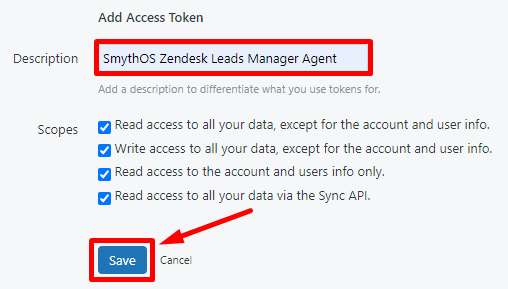 Add Access Token
Description SmythOS Zendesk Leads Manager Agent
Add a description to differentiate what you use tokens for.
Scopes Read access to all your data, except for the account and user info.
Write access to all your data, except for the account and user info.
Read access to the account and users info only.
Read access to all your data via the Sync API.
Save Cancel